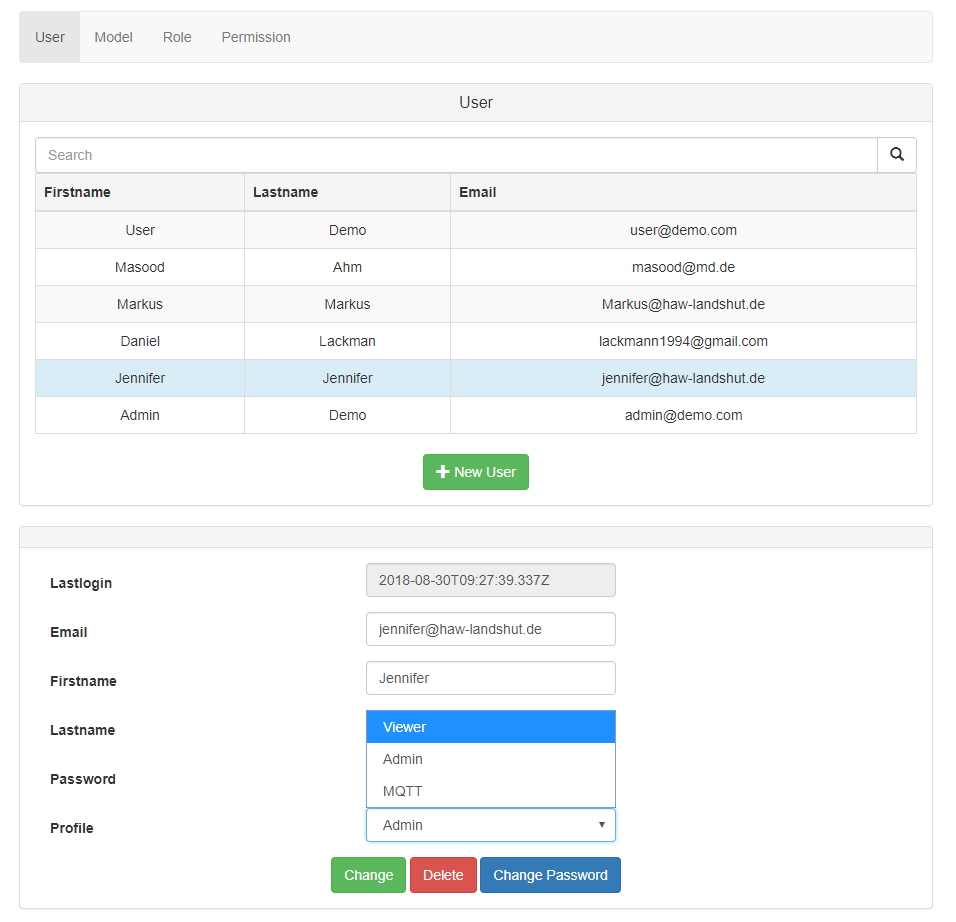 User Model Role Permission
User
Search
Firstname Lastname Email
User Demo user@demo.com
Masood Ahm masood@md.de
Markus Markus Markus@haw-landshut.de
Daniel Lackman lackmann1994@gmail.com
Jennifer Jennifer jennifer@haw-landshut.de
Admin Demo admin@demo.com
New User
Lastlogin 2018-08-30T09:27:39.337Z
Email jennifer@haw-landshut.de
Firstname Jennifer
Lastname Viewer
Admin
Password
MQTT
Profile Admin
Change Delete Change Password